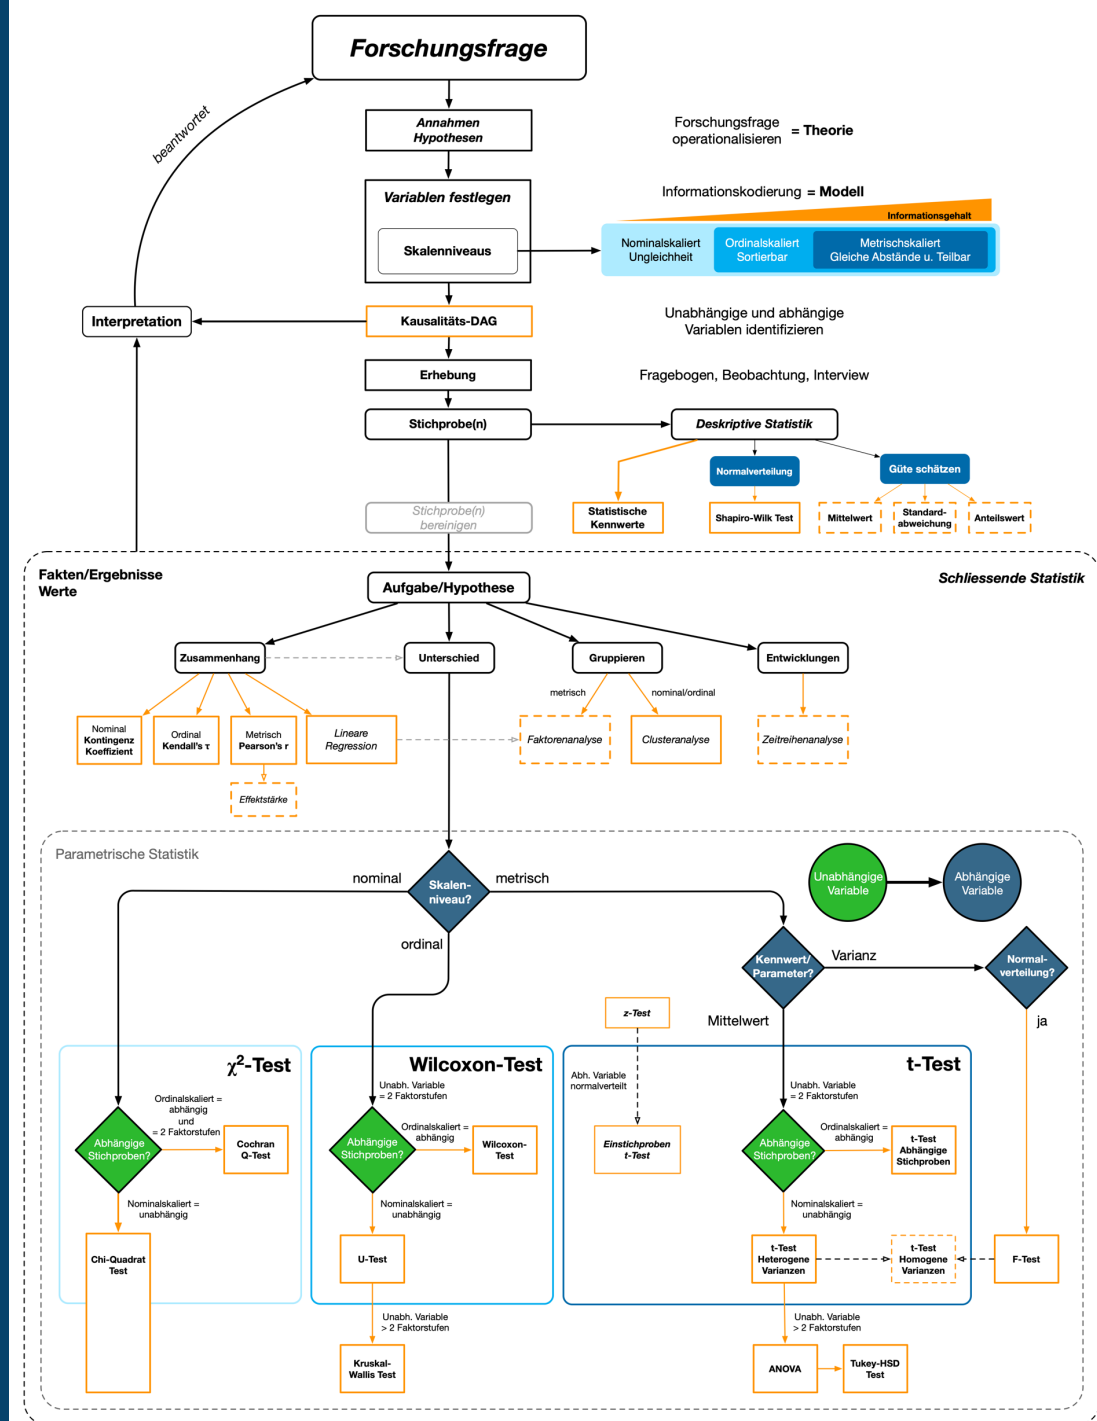 Forschungsfrage
beantwortet
Annahmen
Hypothesen
Forschungsfrage
operationalisieren
= Theorie
Variablen festlegen
Skalenniveaus
Informationskodierung = Modell
Informationsgehalt
Nominalskaliert
Ungleichheit
Ordinalskaliert
Sortierbar
Metrischskaliert
Gleiche Abstände u. Teilbar
Interpretation
Kausalitäts-DAG
Unabhängige und abhängige
Variablen identifizieren
Erhebung
Fragebogen, Beobachtung, Interview
Stichprobe(n)
Deskriptive Statistik
Normalverteilung
Güte schätzen
Stichprobe(n)
bereinigen
Statistische
Kennwerte
Shapiro-Wilk Test
Mittelwert
Standard-
abweichung
Anteilswert
Fakten/Ergebnisse
Werte
Aufgabe/Hypothese
Schliessende Statistik
Zusammenhang
Unterschied
Gruppieren
Entwicklungen
metrisch
nominal/ordinal
Nominal
Kontingenz
Koeffizient
Ordinal
Kendall's τ
Metrisch
Pearson's r
Lineare
Regression
Faktorenanalyse
Clusteranalyse
Zeitreihenanalyse
Effektstärke
Parametrische Statistik
nominal
Skalen-
niveau?
metrisch
ordinal
Unabhängige
Variable
Abhängige
Variable
Kennwert/
Parameter?
Varianz
Normal-
verteilung?
Mittelwert
ja
z-Test
χ²-Test
Wilcoxon-Test
t-Test
Abh. Variable
normalverteilt
Ordinalskaliert =
abhängig
und
= 2 Faktorstufen
Abhängige
Stichproben?
Cochran
Q-Test
Nominalskaliert =
unabhängig
Chi-Quadrat
Test
Unabh. Variable
= 2 Faktorstufen
Ordinalskaliert =
abhängig
Abhängige
Stichproben?
Wilcoxon-
Test
Nominalskaliert =
unabhängig
U-Test
Unabh. Variable
> 2 Faktorstufen
Kruskal-
Wallis Test
Einstichproben
t-Test
Unabh. Variable
= 2 Faktorstufen
Ordinalskaliert =
abhängig
Abhängige
Stichproben?
t-Test
Abhängige
Stichproben
Nominalskaliert =
unabhängig
t-Test
Heterogene
Varianzen
t-Test
Homogene
Varianzen
F-Test
Unabh. Variable
> 2 Faktorstufen
ANOVA
Tukey-HSD
Test